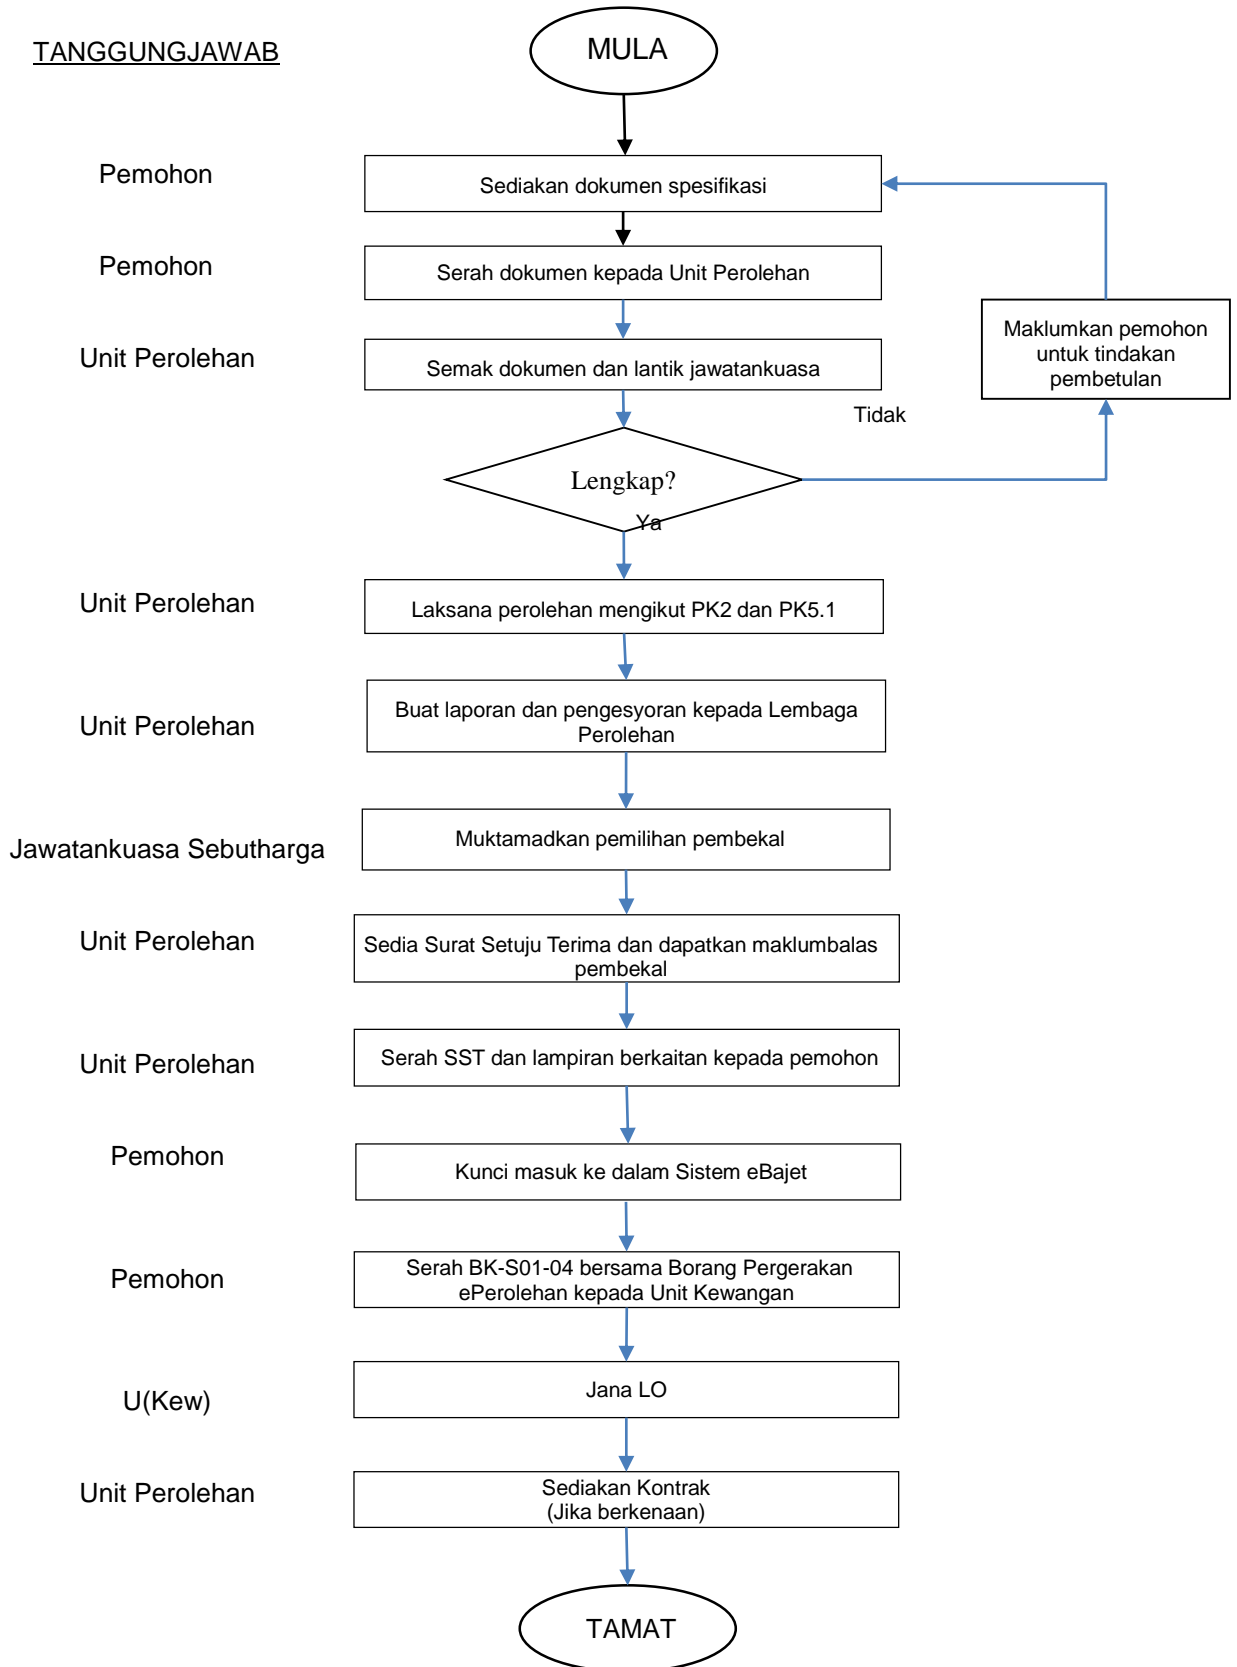 MULA
TANGGUNGJAWAB
Pemohon
Sediakan dokumen spesifikasi
Pemohon
Serah dokumen kepada Unit Perolehan
Maklumkan pemohon
untuk tindakan
pembetulan
Unit Perolehan
Semak dokumen dan lantik jawatankuasa
Tidak
Lengkap?
Ya
Unit Perolehan
Laksana perolehan mengikut PK2 dan PK5.1
Unit Perolehan
Buat laporan dan pengesyoran kepada Lembaga
Perolehan
Jawatankuasa Sebutharga
Muktamadkan pemilihan pembekal
Unit Perolehan
Sedia Surat Setuju Terima dan dapatkan maklumbalas
pembekal
Unit Perolehan
Serah SST dan lampiran berkaitan kepada pemohon
Pemohon
Kunci masuk ke dalam Sistem eBajet
Pemohon
Serah BK-S01-04 bersama Borang Pergerakan
ePerolehan kepada Unit Kewangan
U(Kew)
Jana LO
Unit Perolehan
Sediakan Kontrak
(Jika berkenaan)
TAMAT